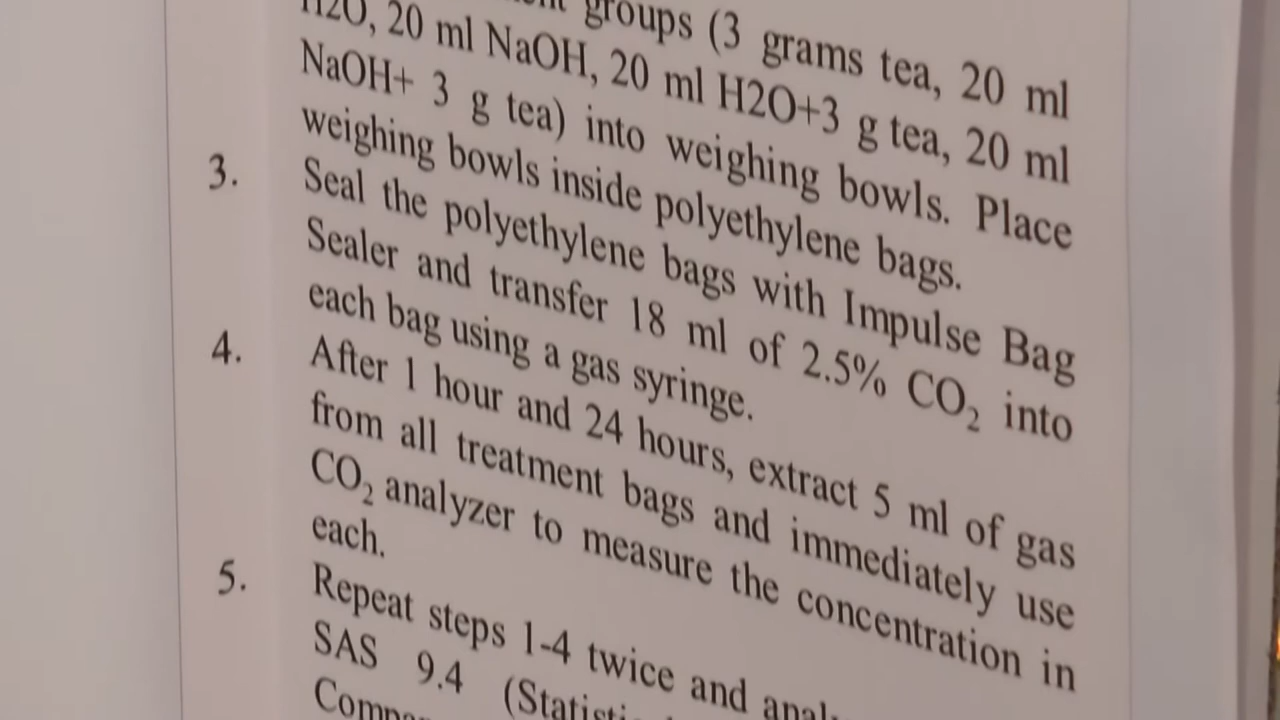 groups (3 grams tea, 20 ml
H2O, 20 ml NaOH, 20 ml H2O+3 g tea, 20 ml
NaOH+ 3 g tea) into weighing bowls. Place
weighing bowls inside polyethylene bags.
3. Seal the polyethylene bags with Impulse Bag
Sealer and transfer 18 ml of 2.5% CO₂ into
each bag using a gas syringe.
4. After 1 hour and 24 hours, extract 5 ml of gas
from all treatment bags and immediately use
CO₂ analyzer to measure the concentration in
each.
5. Repeat steps 1-4 twice and
SAS 9.4